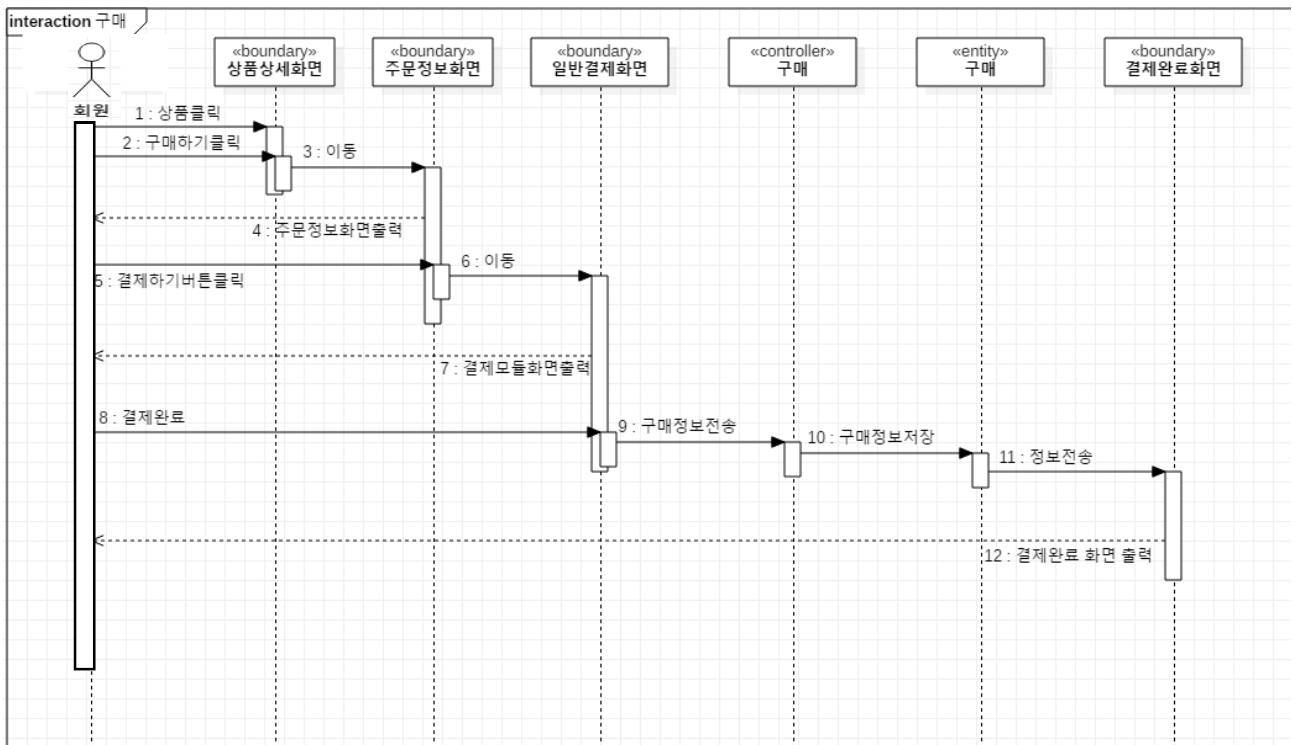 interaction 구매
회원
«boundary»
상품상세화면
«boundary»
주문정보화면
«boundary»
일반결제화면
«controller»
구매
«entity»
구매
«boundary»
결제완료화면
1 : 상품클릭
2 : 구매하기클릭
3 : 이동
4 : 주문정보화면출력
5 : 결제하기버튼클릭
6 : 이동
7 : 결제모듈화면출력
8 : 결제완료
9 : 구매정보전송
10 : 구매정보저장
11 : 정보전송
12 : 결제완료 화면 출력